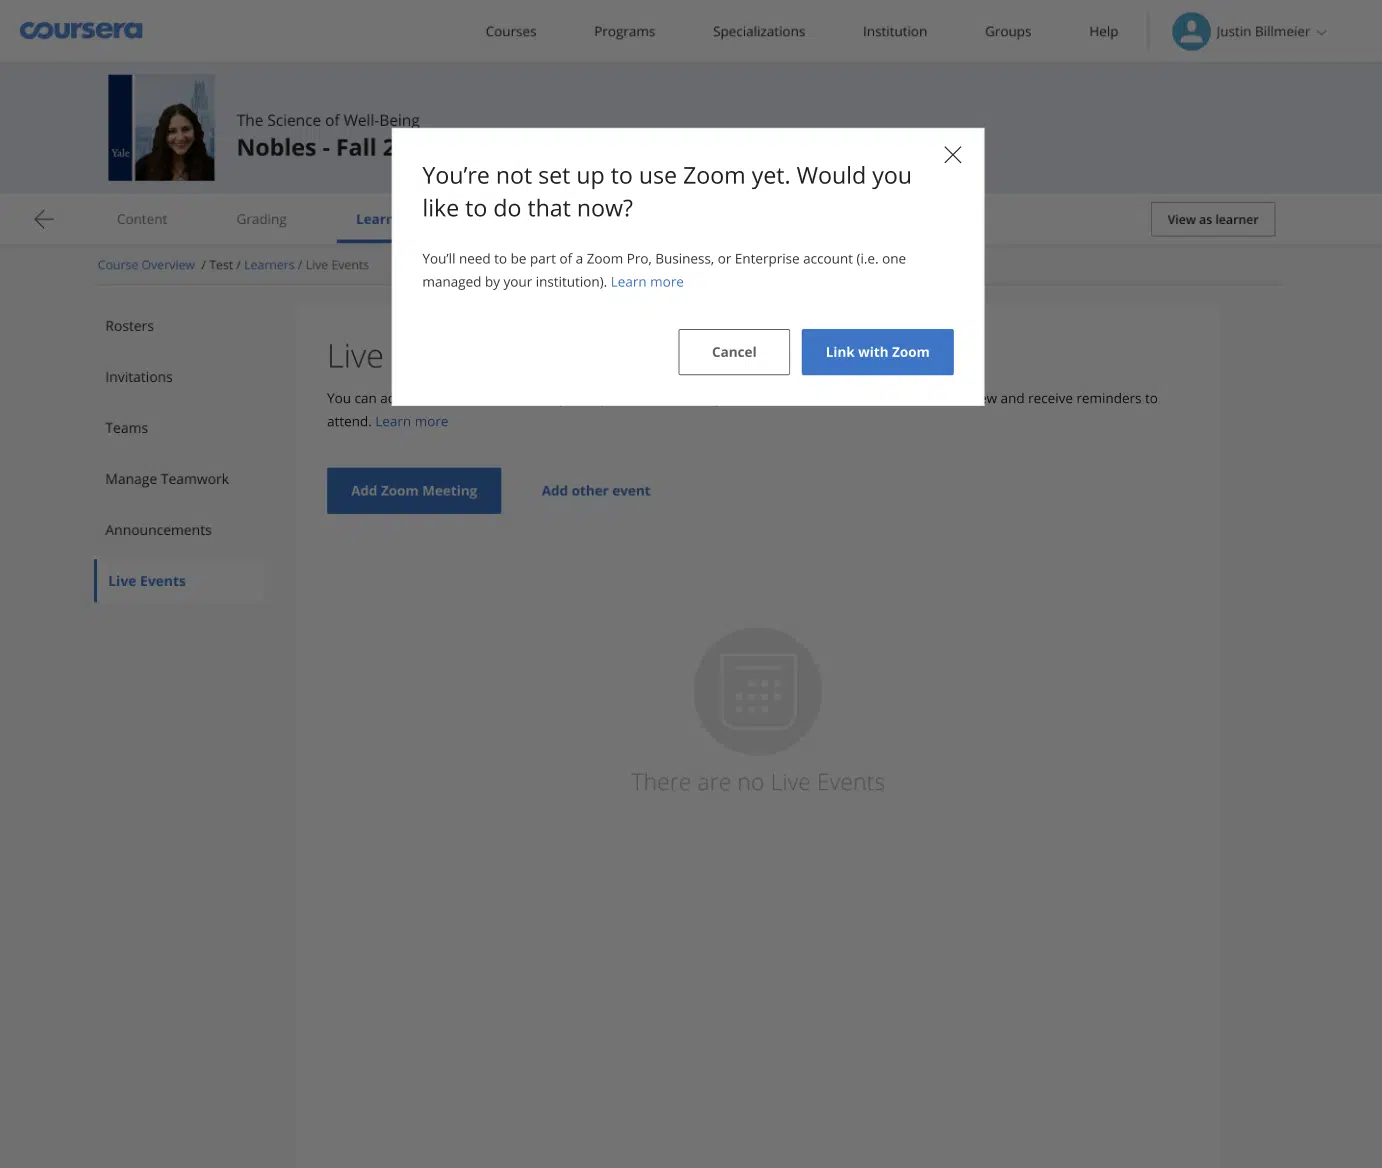 coursera
Courses
Programs
Specializations
Institution
Groups
Help
Justin Billmeier
Yale
The Science of Well-Being
Nobles - Fall
You’re not set up to use Zoom yet. Would you
like to do that now?
You’ll need to be part of a Zoom Pro, Business, or Enterprise account (i.e. one
managed by your institution). Learn more
Cancel
Link with Zoom
Content
Grading
View as learner
Course Overview / Test / Learners / Live Events
Rosters
Invitations
Teams
Manage Teamwork
Announcements
Live Events
Live
You can and receive reminders to
attend. Learn more
Add Zoom Meeting
Add other event
There are no Live Events